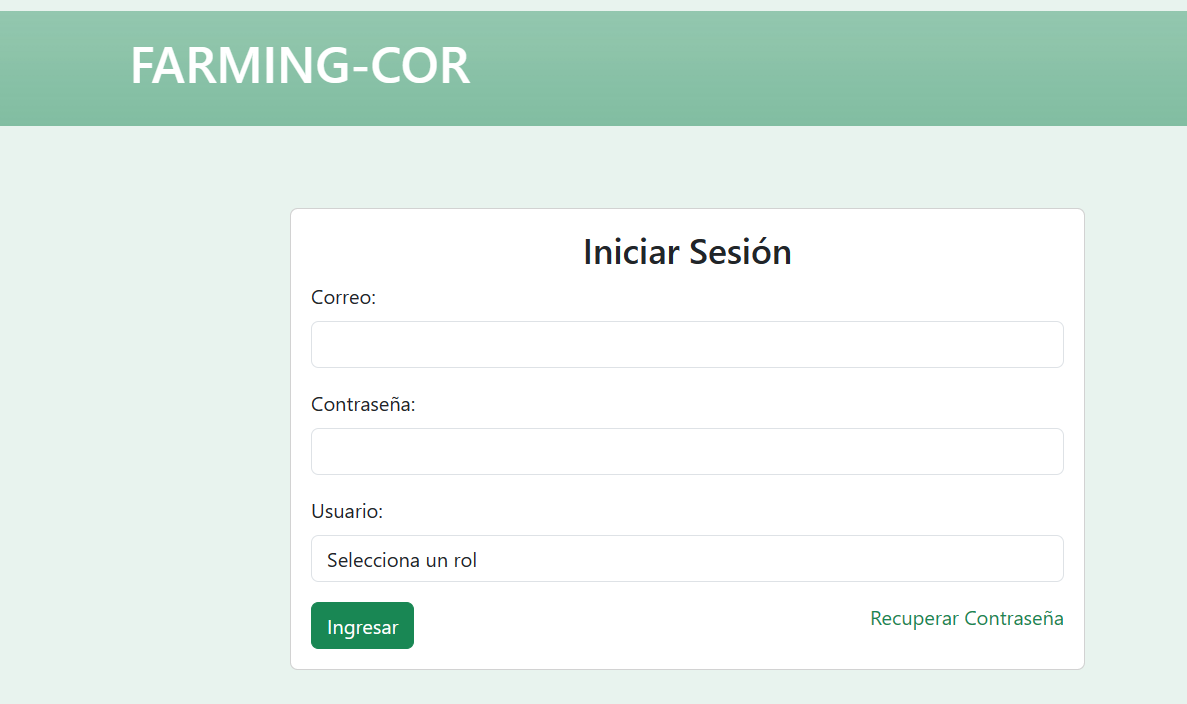 FARMING-COR
Iniciar Sesión
Correo:
Contraseña:
Usuario:
Selecciona un rol
Ingresar
Recuperar Contraseña